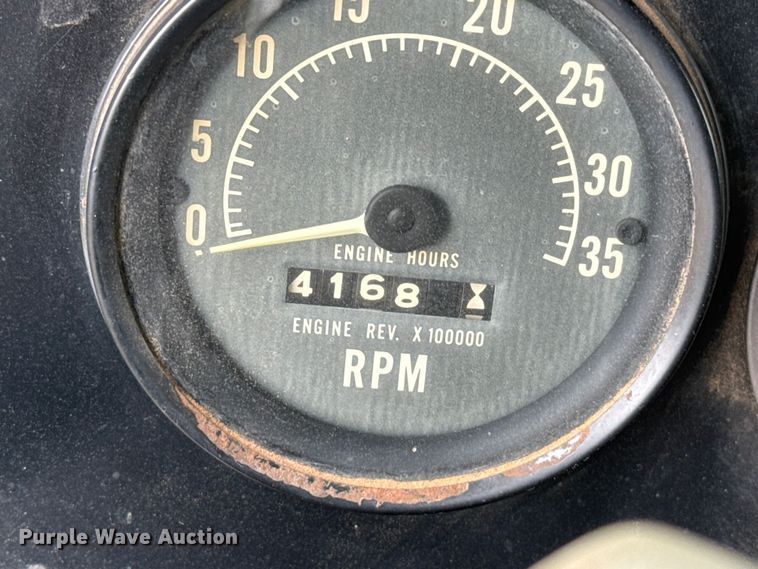 0
5
10
15
20
25
30
35
ENGINE HOURS
4168
ENGINE REV. X 100000
RPM
Purple Wave Auction